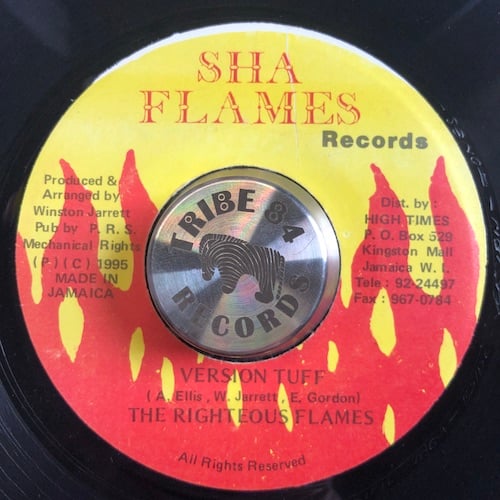 SHA
FLAMES
Records
Produced &
Arranged by
Winston Jarrett
Pub by P. R. S.
Mechanical Rights
(P) (C) 1995
MADE IN
JAMAICA
Dist. by :
HIGH TIMES
P. O. Box 529
Kingston Mall
Jamaica W. I.
Tele : 92-24497
Fax : 967-0784
TRIBE 84
RECORDS
VERSION TUFF
( A. Ellis , W. Jarrett , E. Gordon)
THE RIGHTEOUS FLAMES
All Rights Reserved